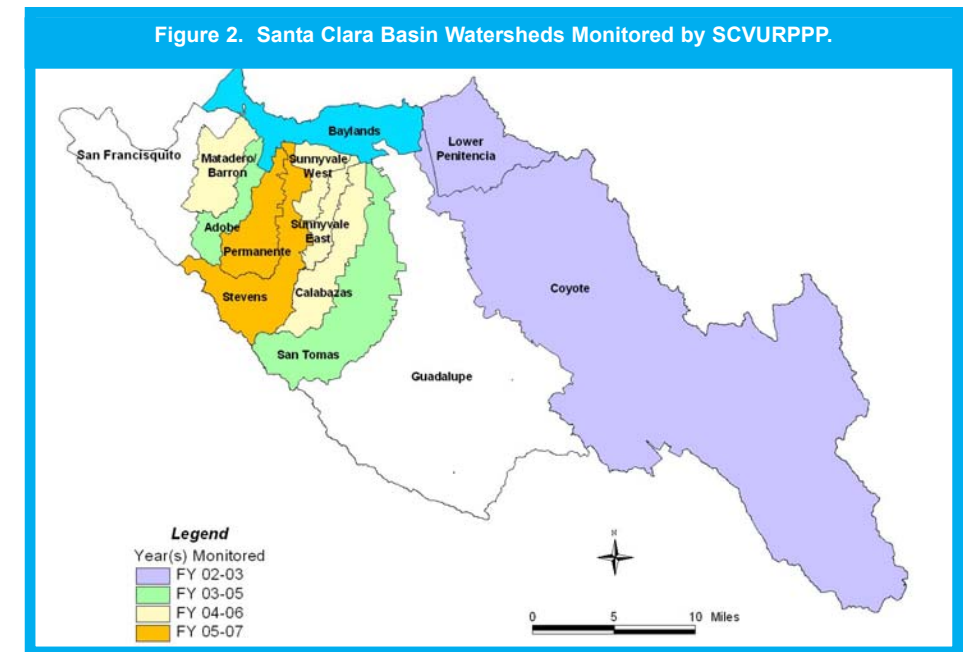 Figure 2. Santa Clara Basin Watersheds Monitored by SCVURPPP.
Baylands
Lower
Penitencia
San Francisquito
Matadero/
Barron
Sunnyvale
West
Adobe
Sunnyvale
East
Permanente
Stevens
Calabazas
Coyote
San Tomas
Guadalupe
Legend
Year(s) Monitored
FY 02-03
FY 03-05
FY 04-06
FY 05-07
N
0 5 10 Miles